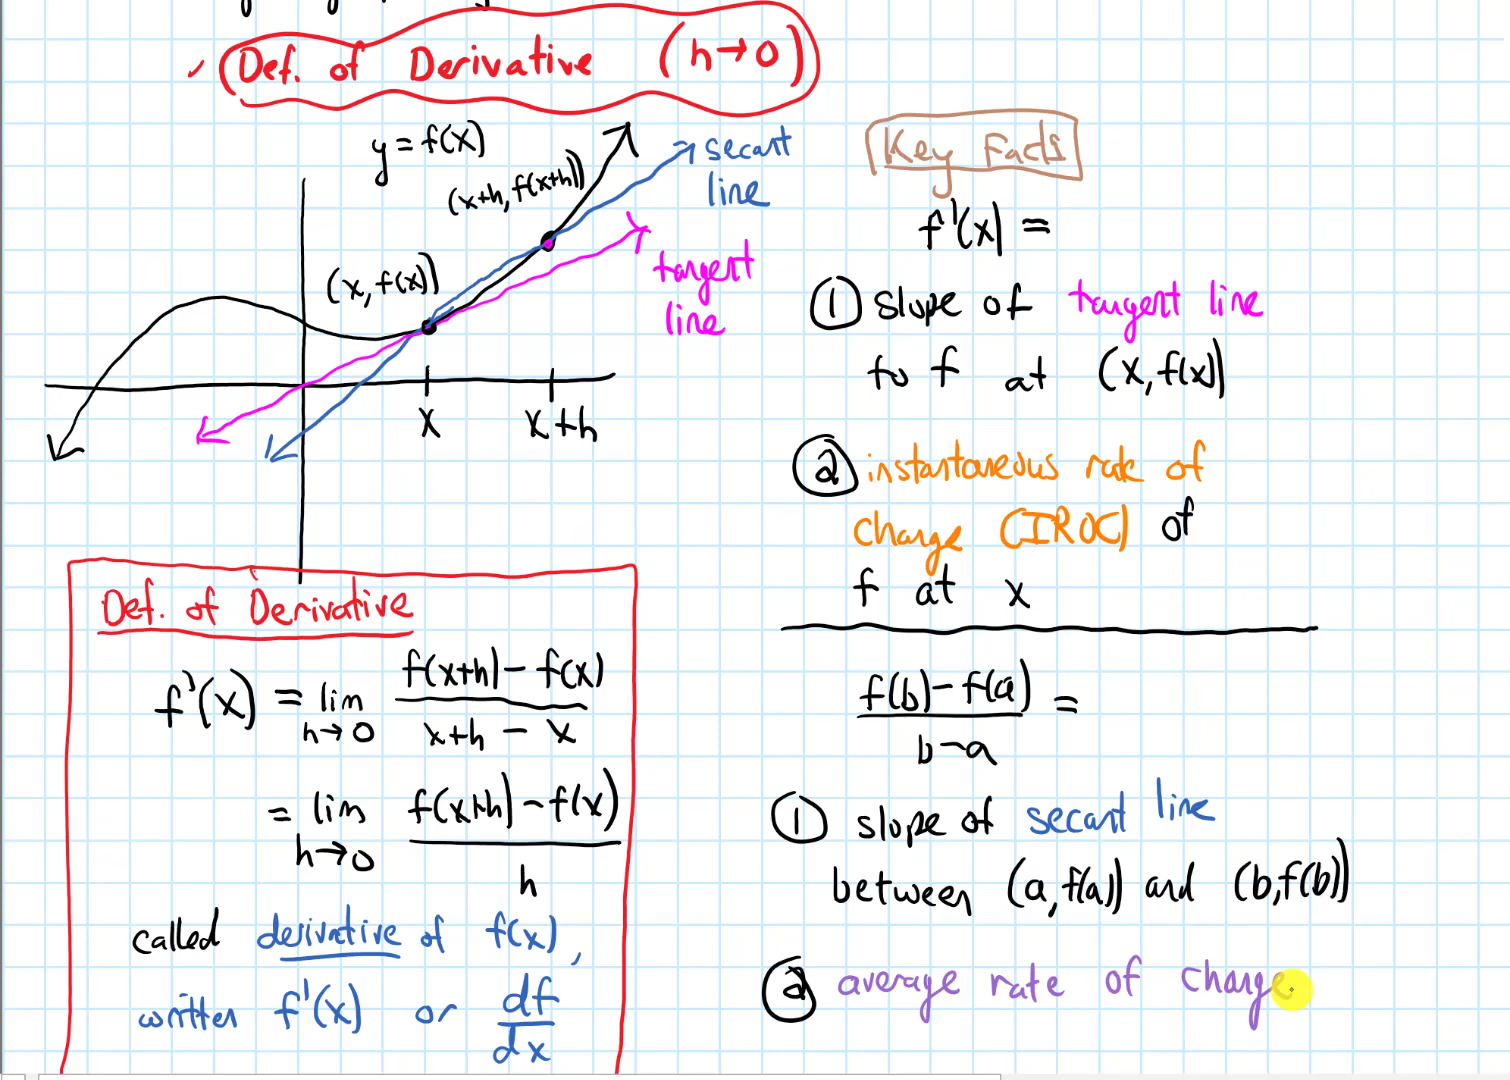 Def. of Derivative (h→0)
y = f(x)
(x+h, f(x+h))
secant
line
(x, f(x))
tangent
line
x
x+h
Def. of Derivative
f'(x) = lim h→0 (f(x+h) - f(x)) / (x+h - x)
= lim h→0 (f(x+h) - f(x)) / h
called derivative of f(x),
written f'(x) or df/dx
Key Facts
f'(x) =
① slope of tangent line
to f at (x, f(x))
② instantaneous rate of
change (IROC) of
f at x
(f(b) - f(a)) / (b - a) =
① slope of secant line
between (a, f(a)) and (b, f(b))
② average rate of change